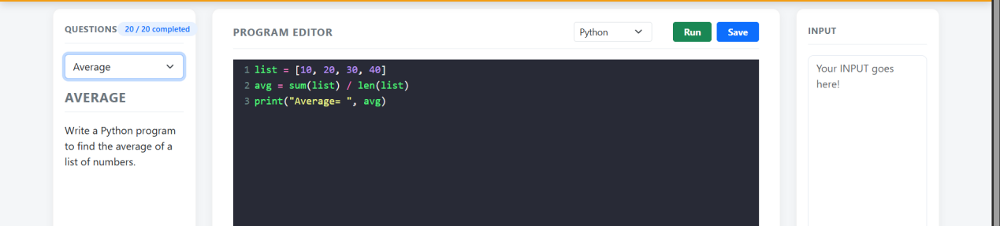 QUESTIONS 20 / 20 completed
Average
AVERAGE
Write a Python program
to find the average of a
list of numbers.
PROGRAM EDITOR
Python
Run
Save
1 list = [10, 20, 30, 40]
2 avg = sum(list) / len(list)
3 print("Average= ", avg)
INPUT
Your INPUT goes
here!